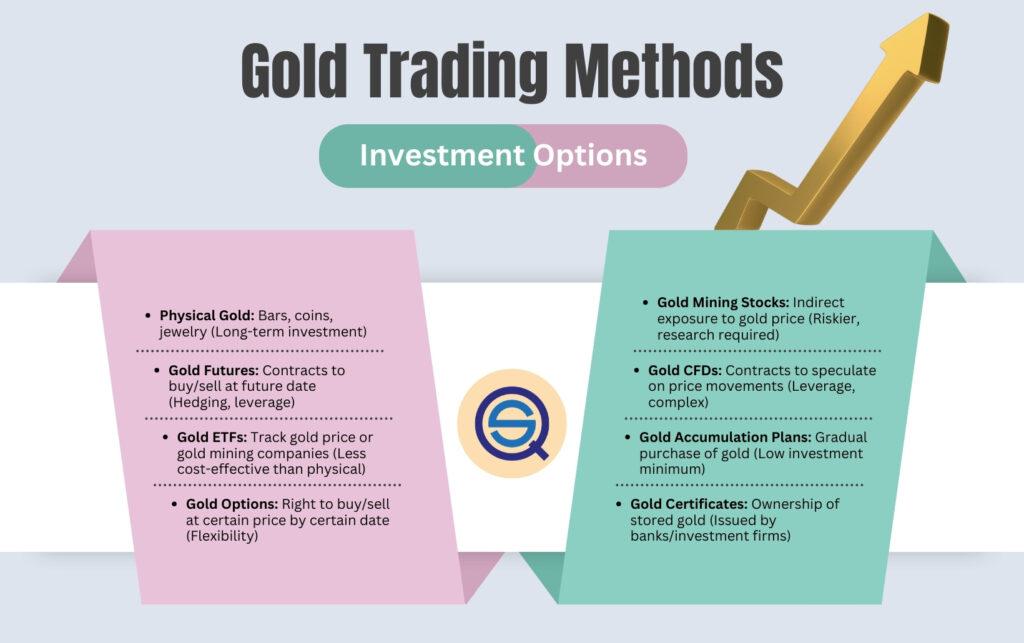 Gold Trading Methods
Investment Options
• Physical Gold: Bars, coins,
jewelry (Long-term investment)
• Gold Futures: Contracts to
buy/sell at future date
(Hedging, leverage)
• Gold ETFs: Track gold price or
gold mining companies (Less
cost-effective than physical)
• Gold Options: Right to buy/sell
at certain price by certain date
(Flexibility)
• Gold Mining Stocks: Indirect
exposure to gold price (Riskier,
research required)
• Gold CFDs: Contracts to speculate
on price movements (Leverage,
complex)
• Gold Accumulation Plans: Gradual
purchase of gold (Low investment
minimum)
• Gold Certificates: Ownership of
stored gold (Issued by
banks/investment firms)